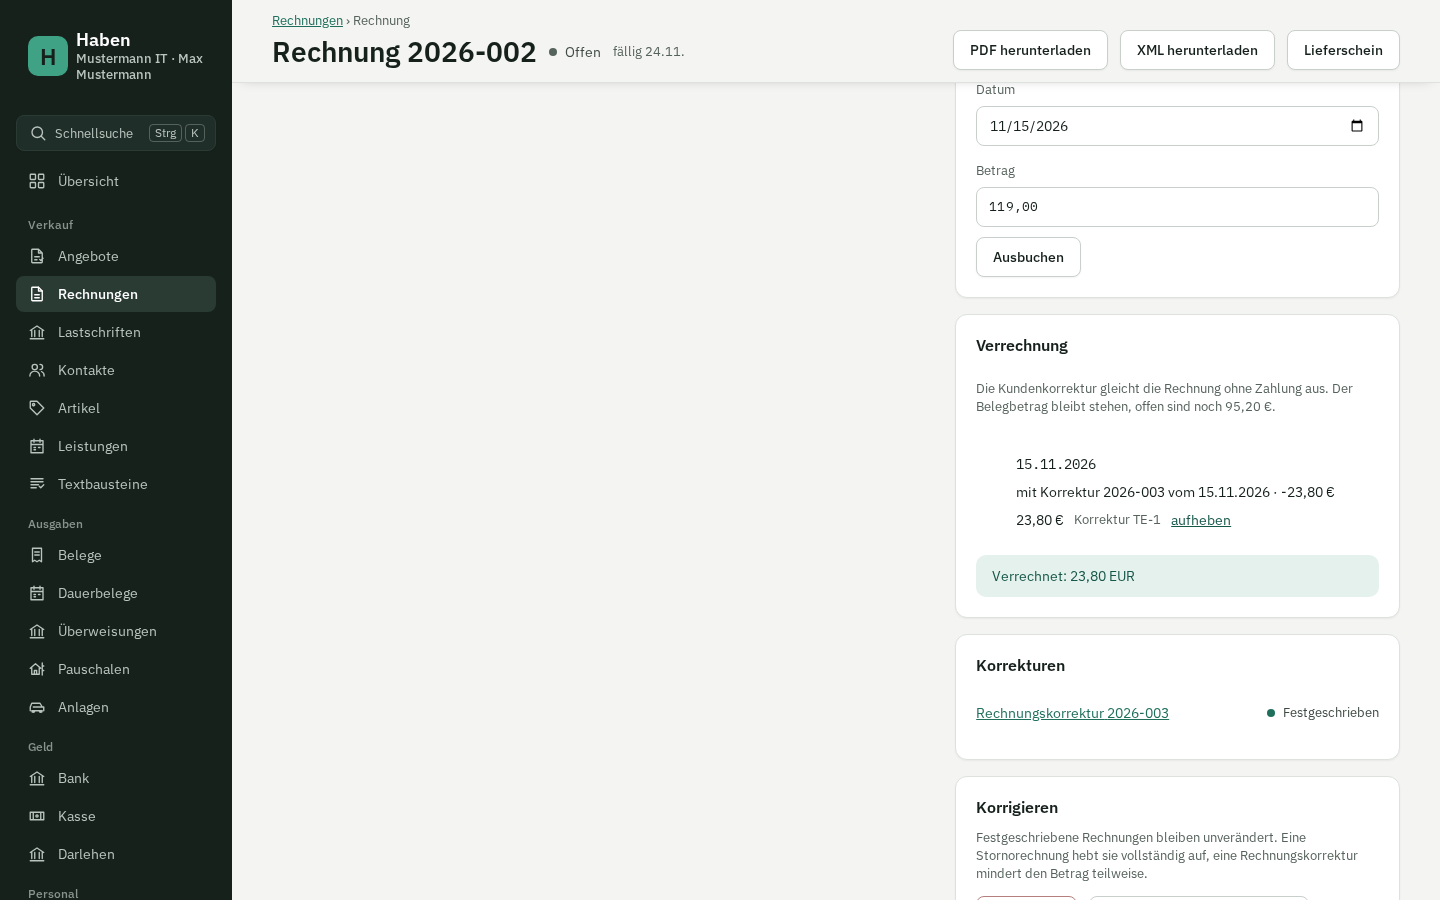 Haben
Mustermann IT · Max
Mustermann
Schnellsuche Strg K
Übersicht
Verkauf
Angebote
Rechnungen
Lastschriften
Kontakte
Artikel
Leistungen
Textbausteine
Ausgaben
Belege
Dauerbelege
Überweisungen
Pauschalen
Anlagen
Geld
Bank
Kasse
Darlehen
Personal
Rechnungen › Rechnung
Rechnung 2026-002 Offen fällig 24.11.
PDF herunterladen XML herunterladen Lieferschein
Datum
11/15/2026
Betrag
119,00
Ausbuchen
Verrechnung
Die Kundenkorrektur gleicht die Rechnung ohne Zahlung aus. Der
Belegbetrag bleibt stehen, offen sind noch 95,20 €.
15.11.2026
mit Korrektur 2026-003 vom 15.11.2026 · -23,80 €
23,80 € Korrektur TE-1 aufheben
Verrechnet: 23,80 EUR
Korrekturen
Rechnungskorrektur 2026-003 Festgeschrieben
Korrigieren
Festgeschriebene Rechnungen bleiben unverändert. Eine
Stornorechnung hebt sie vollständig auf, eine Rechnungskorrektur
mindert den Betrag teilweise.